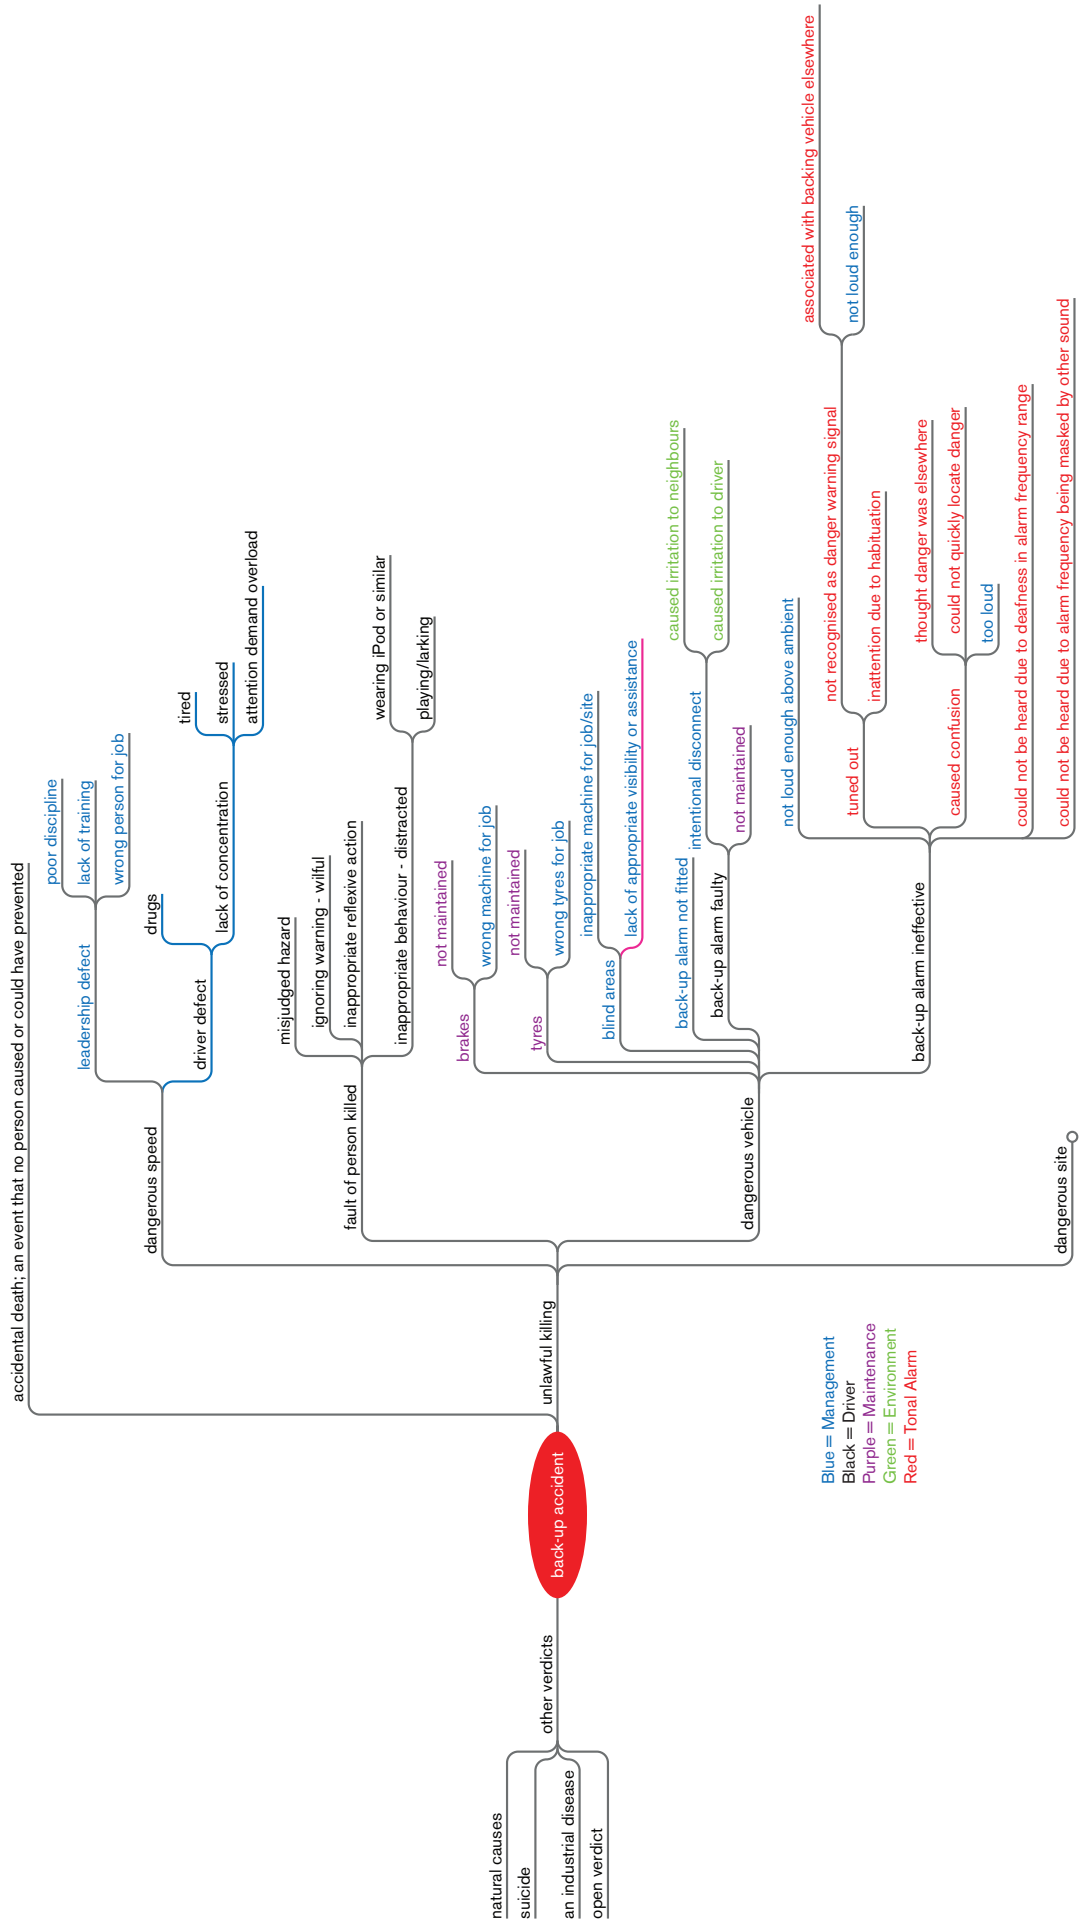 accidental death; an event that no person caused or could have prevented
poor discipline
lack of training
wrong person for job
leadership defect
drugs
tired
stressed
attention demand overload
lack of concentration
driver defect
dangerous speed
misjudged hazard
ignoring warning - wilful
inappropriate reflexive action
wearing iPod or similar
playing/larking
inappropriate behaviour - distracted
fault of person killed
not maintained
wrong machine for job
brakes
not maintained
wrong tyres for job
tyres
inappropriate machine for job/site
lack of appropriate visibility or assistance
blind areas
back-up alarm not fitted
caused irritation to neighbours
caused irritation to driver
intentional disconnect
not maintained
back-up alarm faulty
dangerous vehicle
not loud enough above ambient
associated with backing vehicle elsewhere
not loud enough
not recognised as danger warning signal
inattention due to habituation
tuned out
thought danger was elsewhere
could not quickly locate danger
too loud
caused confusion
could not be heard due to deafness in alarm frequency range
could not be heard due to alarm frequency being masked by other sound
back-up alarm ineffective
dangerous site
unlawful killing
back-up accident
other verdicts
natural causes
suicide
an industrial disease
open verdict
Blue = Management
Black = Driver
Purple = Maintenance
Green = Environment
Red = Tonal Alarm